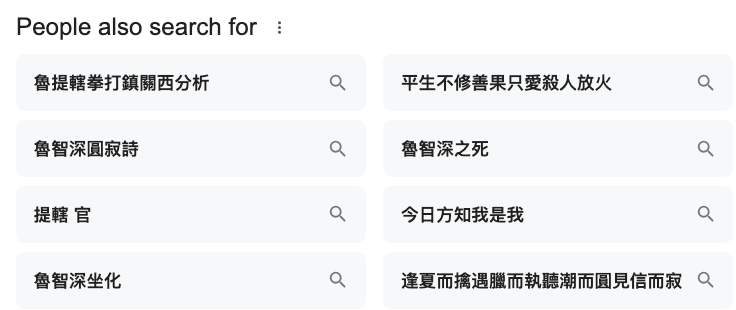 People also search for
魯提轄拳打鎮關西分析
平生不修善果只愛殺人放火
魯智深圓寂詩
魯智深之死
提轄 官
今日方知我是我
魯智深坐化
逢夏而擒遇臘而執聽潮而圓見信而寂